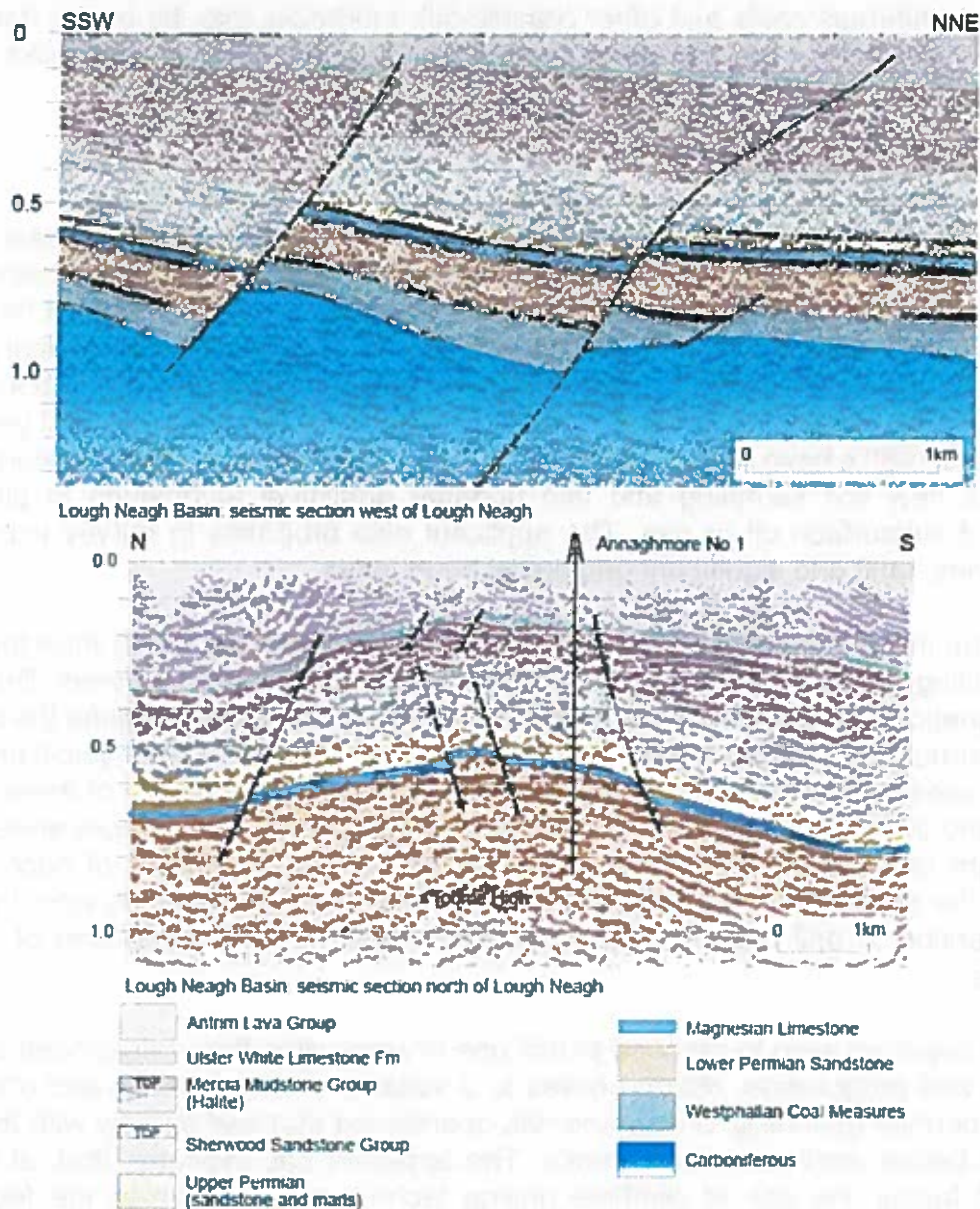 SSW NNE
0
0.5
1.0
0 1km
Lough Neagh Basin: seismic section west of Lough Neagh
N Annaghmore No 1 S
0.0
0.5
Toome High
1.0
0 1km
Lough Neagh Basin: seismic section north of Lough Neagh
Antrim Lava Group
Ulster White Limestone Fm
Mercia Mudstone Group
(Halite)
Sherwood Sandstone Group
Upper Permian
(sandstone and marls)
Magnesian Limestone
Lower Permian Sandstone
Westphalian Coal Measures
Carboniferous